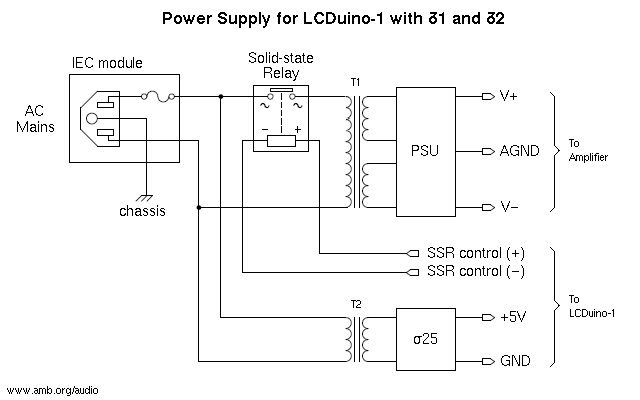 Power Supply for LCDuino-1 with δ1 and δ2
IEC module
Solid-state
Relay
AC
Mains
chassis
~ ~
− +
T1
PSU
V+
AGND
V−
To
Amplifier
SSR control (+)
SSR control (−)
T2
σ25
+5V
GND
To
LCDuino-1
www.amb.org/audio